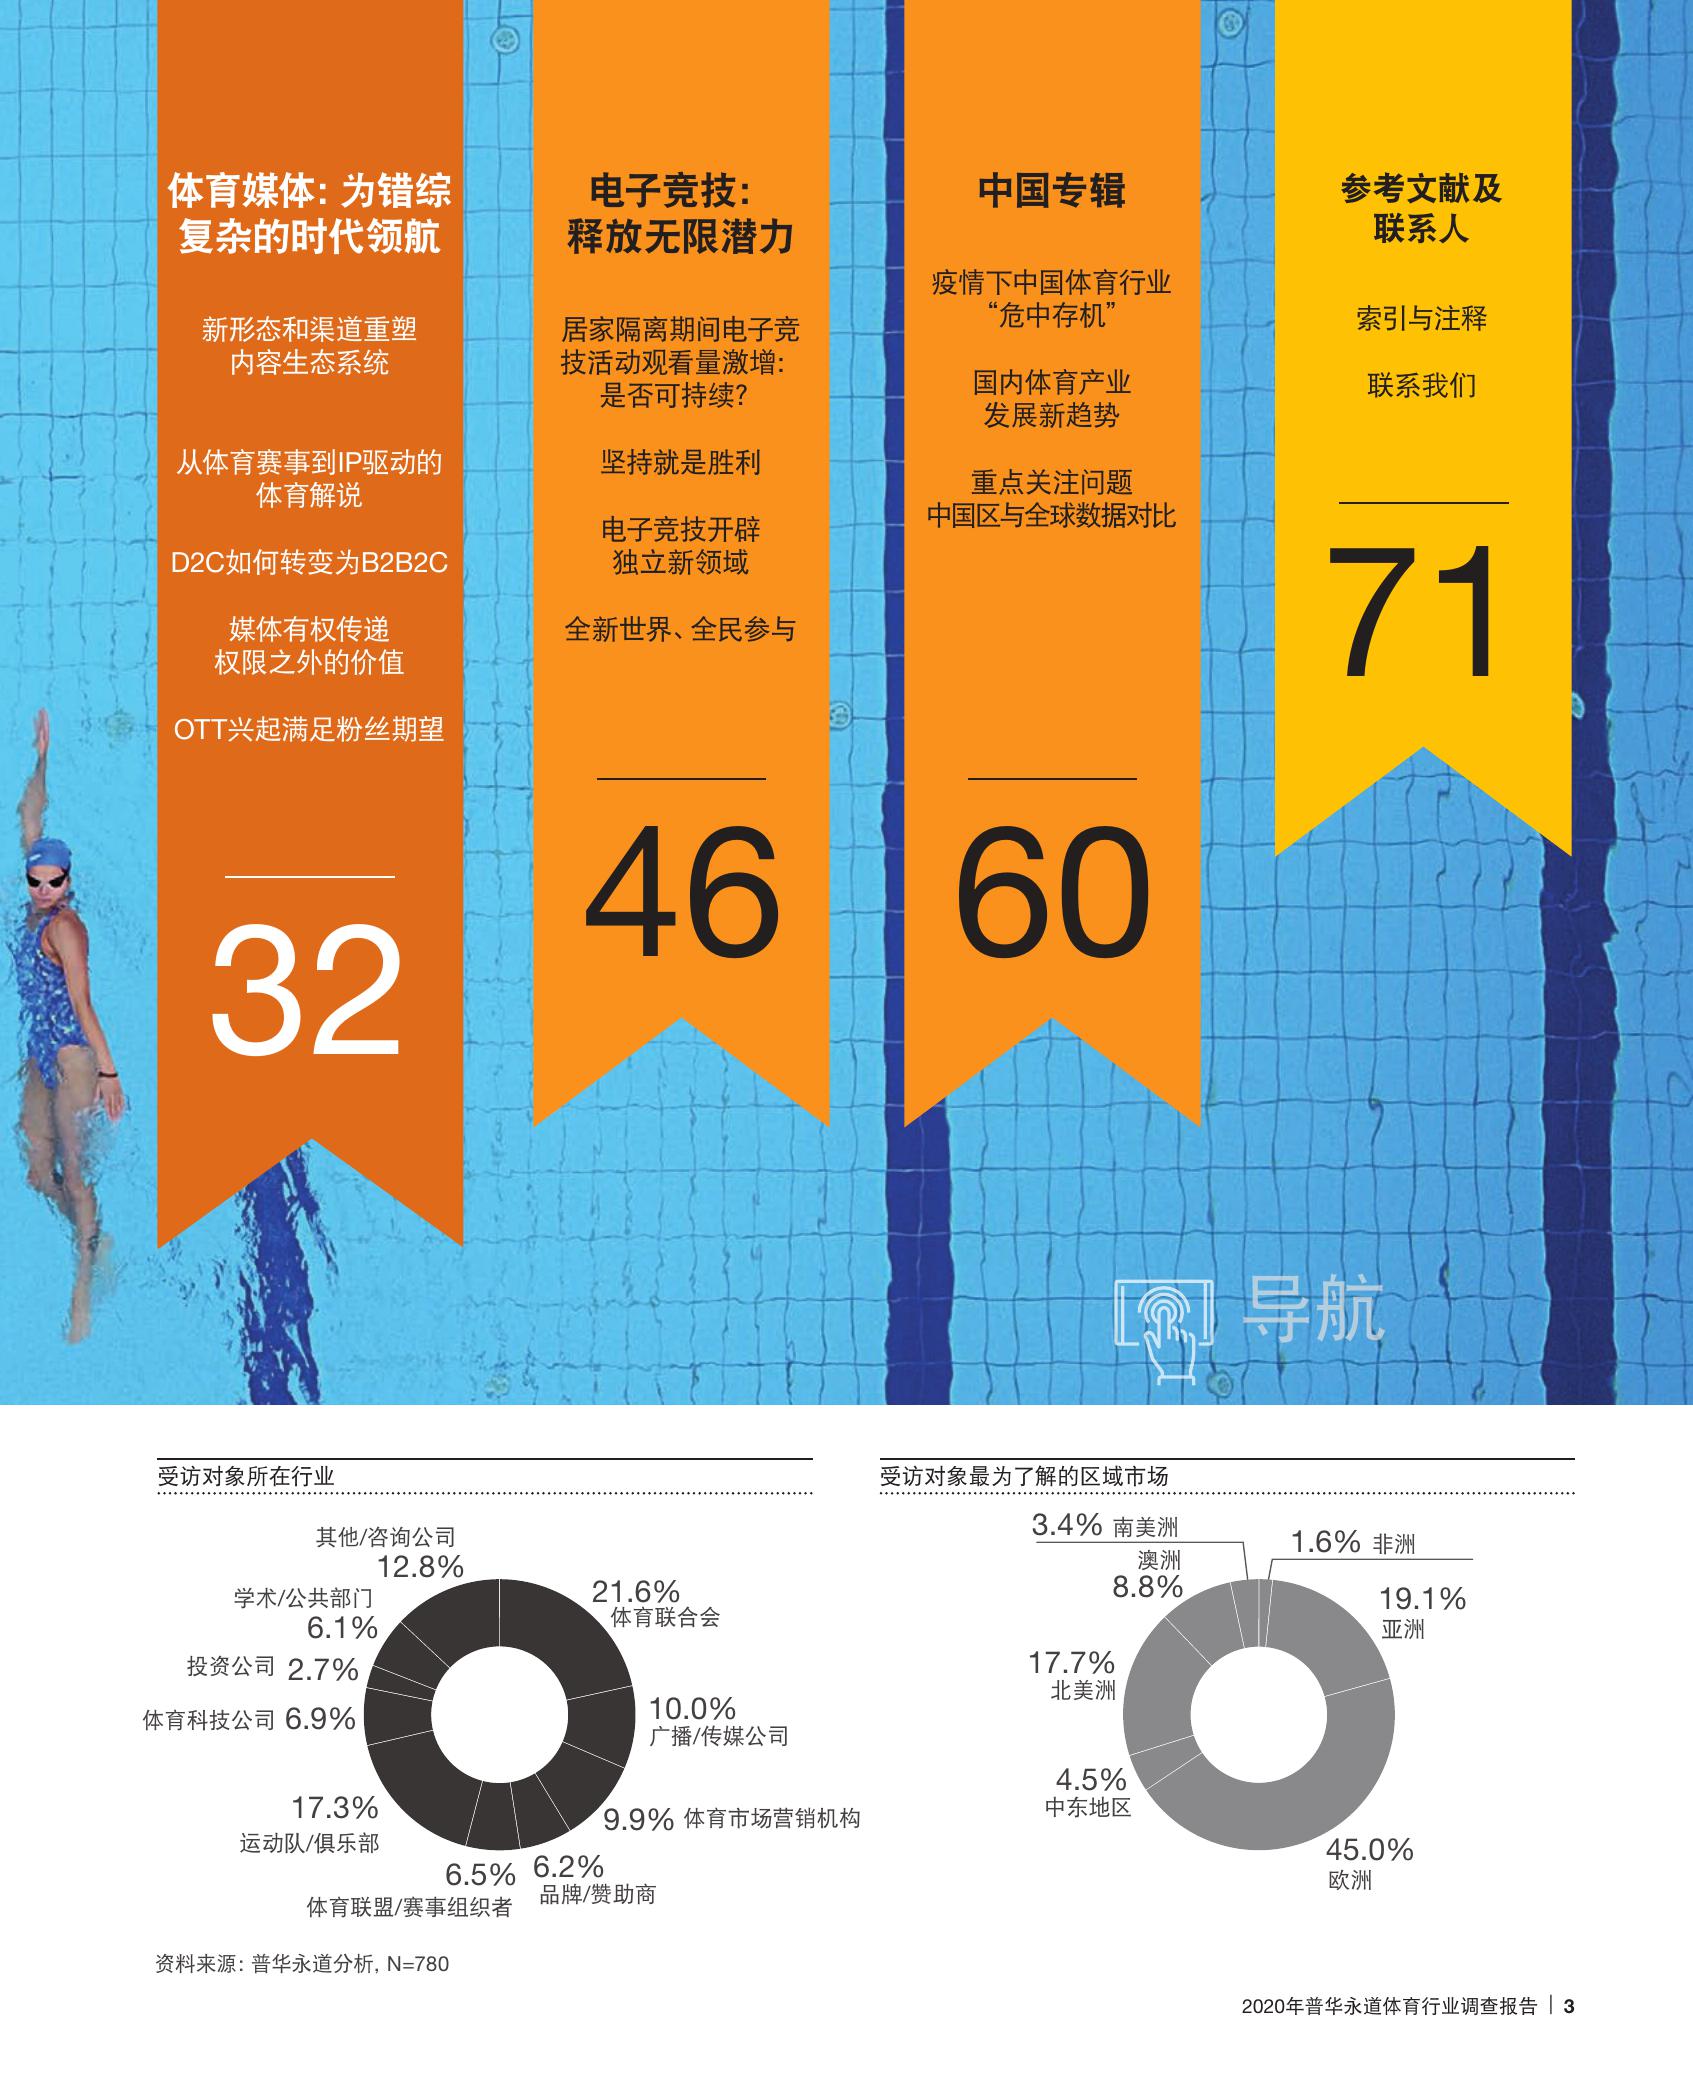 体育媒体: 为错综
复杂的时代领航
新形态和渠道重塑
内容生态系统
从体育赛事到IP驱动的
体育解说
D2C如何转变为B2B2C
媒体有权传递
权限之外的价值
OTT兴起满足粉丝期望
32
电子竞技:
释放无限潜力
居家隔离期间电子竞
技活动观看量激增:
是否可持续?
坚持就是胜利
电子竞技开辟
独立新领域
全新世界、全民参与
46
中国专辑
疫情下中国体育行业
“危中存机”
国内体育产业
发展新趋势
重点关注问题
中国区与全球数据对比
60
参考文献及
联系人
索引与注释
联系我们
71
导航
受访对象所在行业
其他/咨询公司
12.8%
学术/公共部门
6.1%
投资公司 2.7%
体育科技公司 6.9%
17.3%
运动队/俱乐部
6.5%
体育联盟/赛事组织者
6.2%
品牌/赞助商
9.9% 体育市场营销机构
10.0%
广播/传媒公司
21.6%
体育联合会
受访对象最为了解的区域市场
3.4% 南美洲
澳洲
8.8%
17.7%
北美洲
4.5%
中东地区
45.0%
欧洲
19.1%
亚洲
1.6% 非洲
资料来源: 普华永道分析, N=780
2020年普华永道体育行业调查报告 | 3